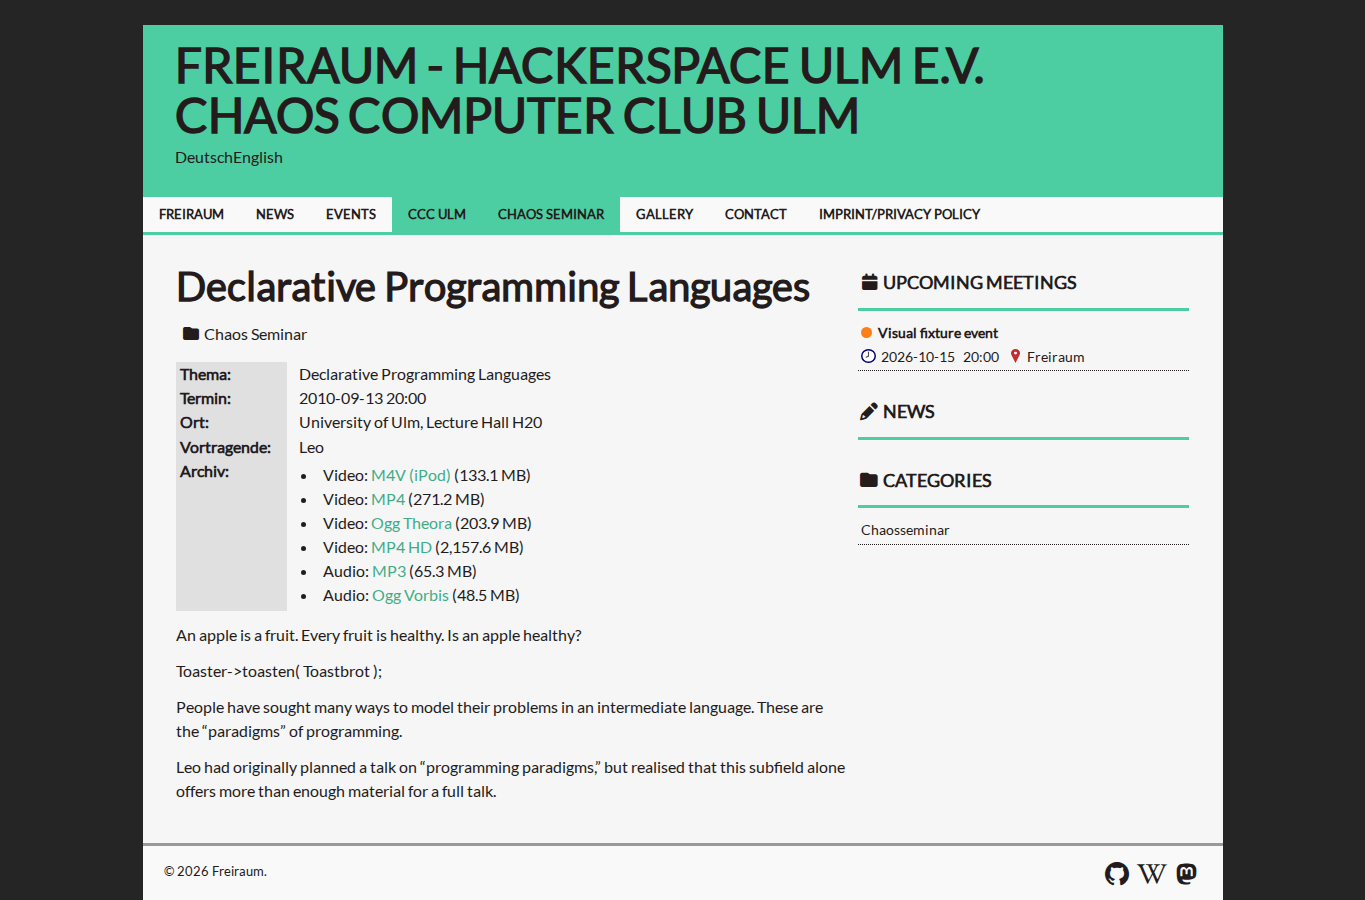 FREIRAUM - HACKERSPACE ULM E.V.
CHAOS COMPUTER CLUB ULM
DeutschEnglish
FREIRAUM NEWS EVENTS CCC ULM CHAOS SEMINAR GALLERY CONTACT IMPRINT/PRIVACY POLICY
Declarative Programming Languages
Chaos Seminar
Thema: Declarative Programming Languages
Termin: 2010-09-13 20:00
Ort: University of Ulm, Lecture Hall H20
Vortragende: Leo
Archiv:
• Video: M4V (iPod) (133.1 MB)
• Video: MP4 (271.2 MB)
• Video: Ogg Theora (203.9 MB)
• Video: MP4 HD (2,157.6 MB)
• Audio: MP3 (65.3 MB)
• Audio: Ogg Vorbis (48.5 MB)
An apple is a fruit. Every fruit is healthy. Is an apple healthy?
Toaster->toasten( Toastbrot );
People have sought many ways to model their problems in an intermediate language. These are
the “paradigms” of programming.
Leo had originally planned a talk on “programming paradigms,” but realised that this subfield alone
offers more than enough material for a full talk.
UPCOMING MEETINGS
Visual fixture event
2026-10-15 20:00 Freiraum
NEWS
CATEGORIES
Chaosseminar
© 2026 Freiraum.